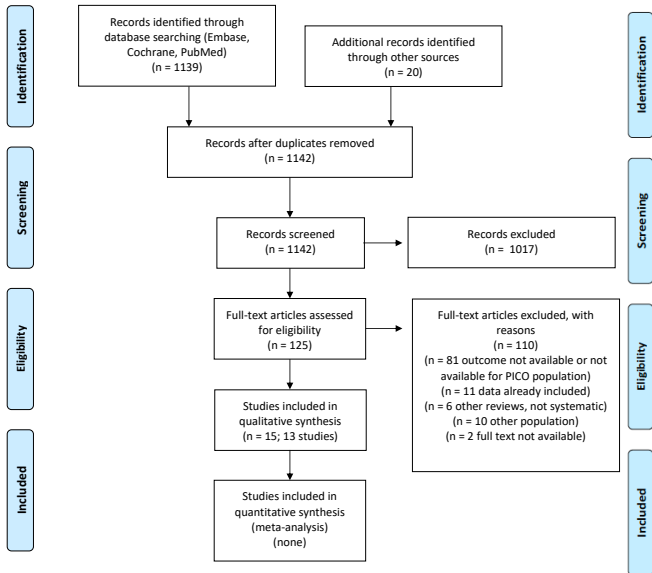 Identification
Screening
Eligibility
Included
Records identified through
database searching (Embase,
Cochrane, PubMed)
(n = 1139)
Additional records identified
through other sources
(n = 20)
Records after duplicates removed
(n = 1142)
Records screened
(n = 1142)
Records excluded
(n = 1017)
Full-text articles assessed
for eligibility
(n = 125)
Full-text articles excluded, with
reasons
(n = 110)
(n = 81 outcome not available or not
available for PICO population)
(n = 11 data already included)
(n = 6 other reviews, not systematic)
(n = 10 other population)
(n = 2 full text not available)
Studies included in
qualitative synthesis
(n = 15; 13 studies)
Studies included in
quantitative synthesis
(meta-analysis)
(none)
Identification
Screening
Eligibility
Included